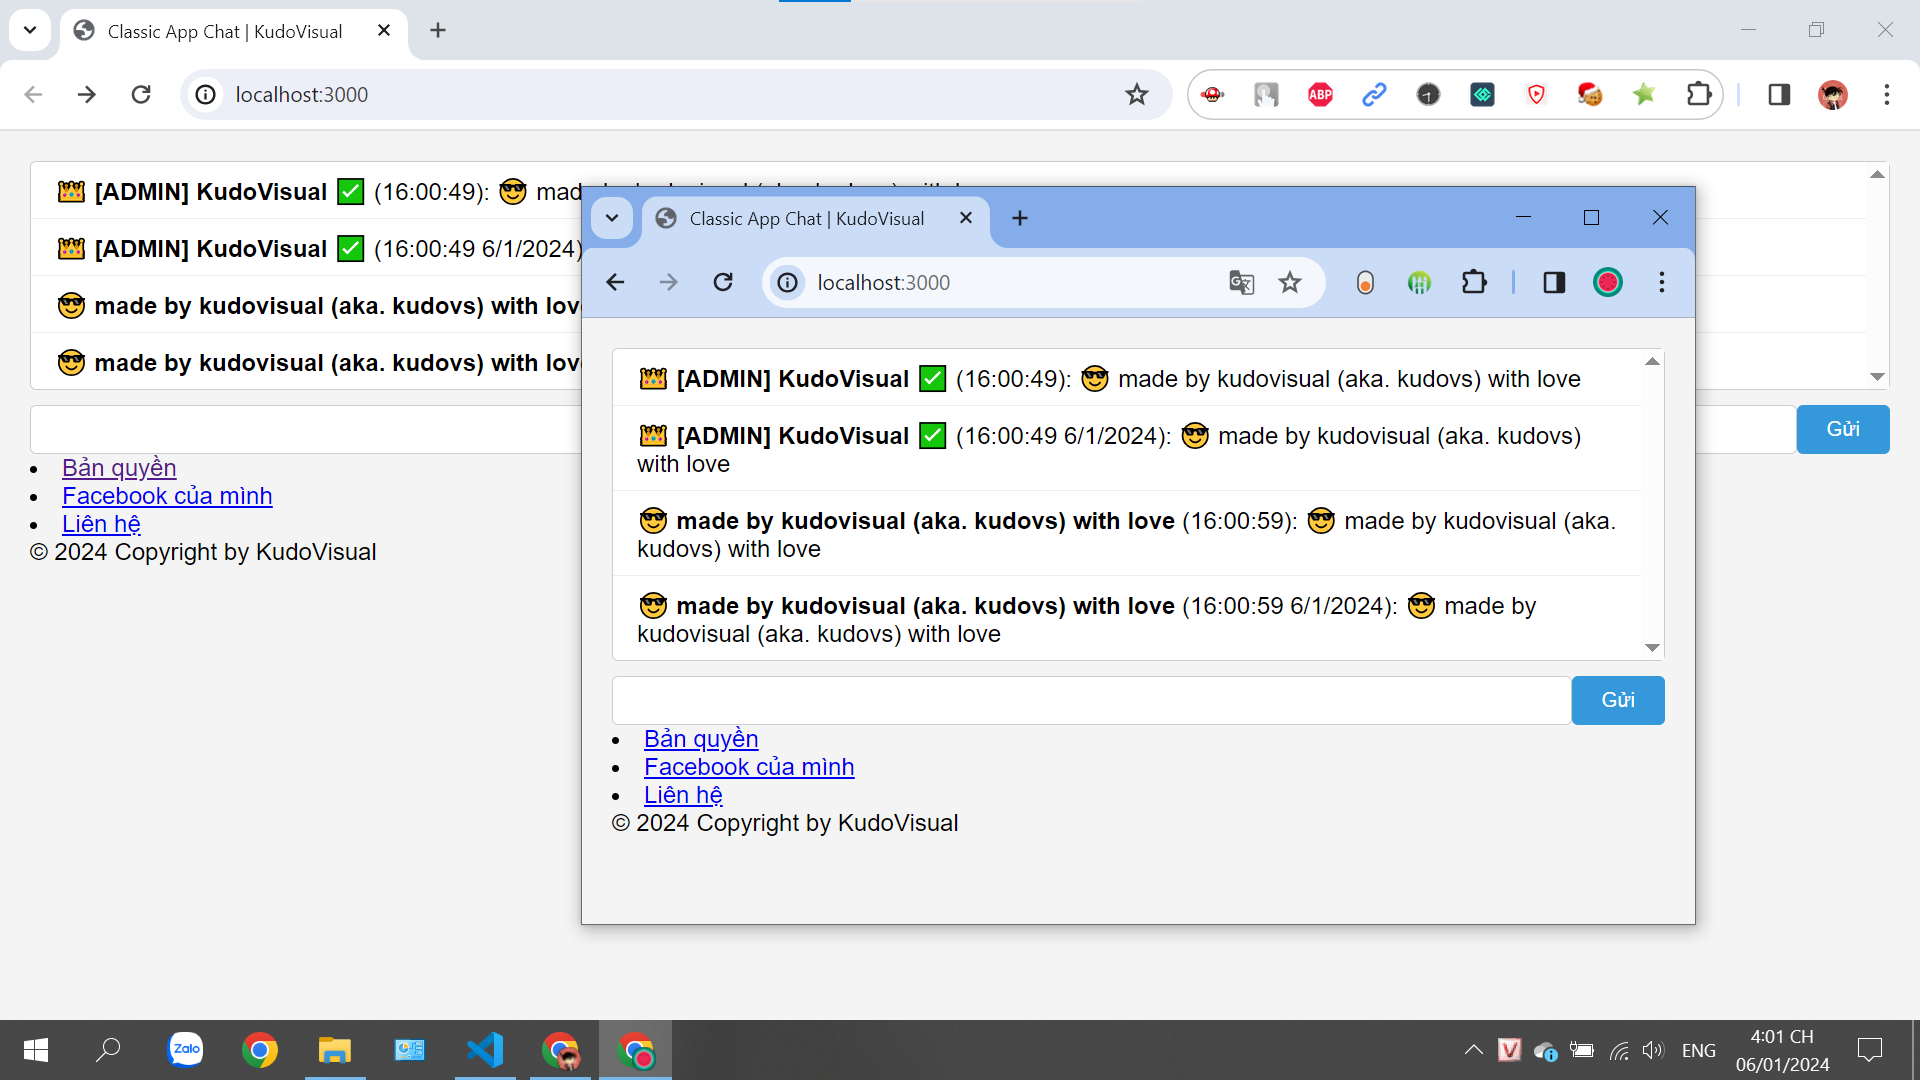 Classic App Chat | KudoVisual
localhost:3000
ABP
[ADMIN] KudoVisual ✅ (16:00:49): 😎 mad
[ADMIN] KudoVisual ✅ (16:00:49 6/1/2024)
😎 made by kudovisual (aka. kudovs) with lov
😎 made by kudovisual (aka. kudovs) with lov
Gửi
Bản quyền
Facebook của mình
Liên hệ
© 2024 Copyright by KudoVisual
Classic App Chat | KudoVisual
localhost:3000
[ADMIN] KudoVisual ✅ (16:00:49): 😎 made by kudovisual (aka. kudovs) with love
[ADMIN] KudoVisual ✅ (16:00:49 6/1/2024): 😎 made by kudovisual (aka. kudovs)
with love
😎 made by kudovisual (aka. kudovs) with love (16:00:59): 😎 made by kudovisual (aka.
kudovs) with love
😎 made by kudovisual (aka. kudovs) with love (16:00:59 6/1/2024): 😎 made by
kudovisual (aka. kudovs) with love
Gửi
Bản quyền
Facebook của mình
Liên hệ
© 2024 Copyright by KudoVisual
Zalo
V
ENG
4:01 CH
06/01/2024